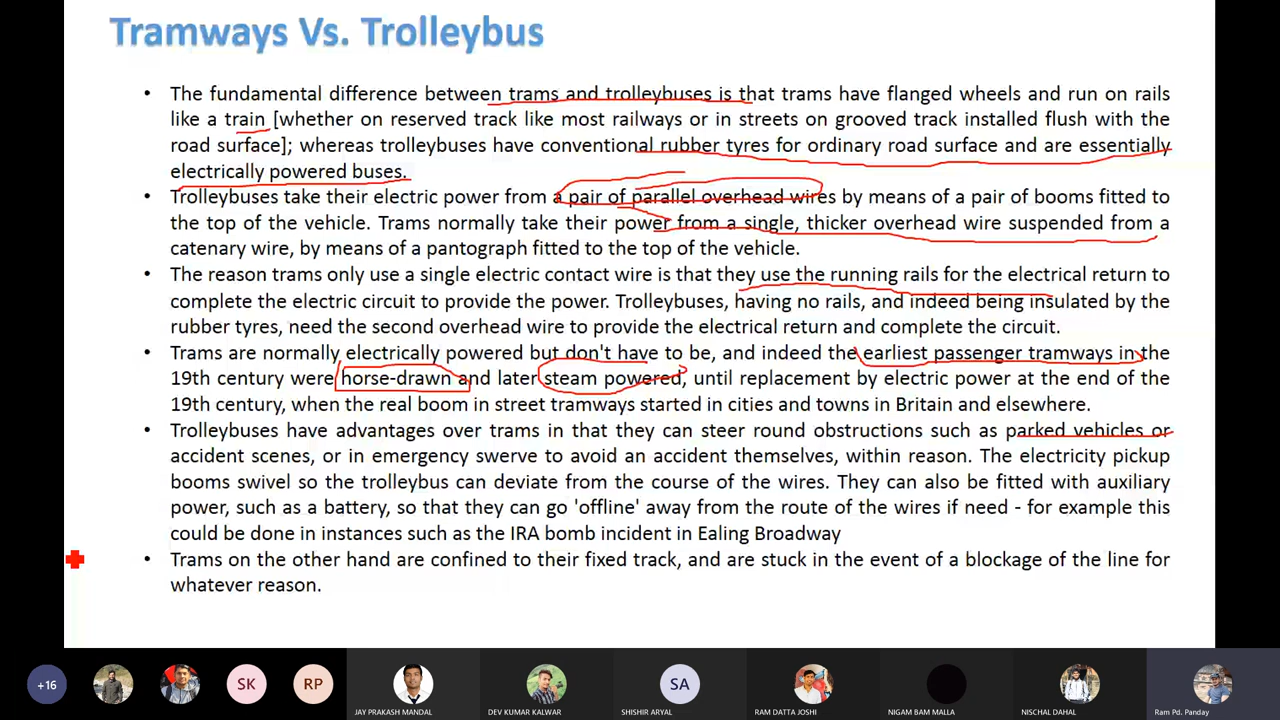 Tramways Vs. Trolleybus
• The fundamental difference between trams and trolleybuses is that trams have flanged wheels and run on rails
like a train [whether on reserved track like most railways or in streets on grooved track installed flush with the
road surface]; whereas trolleybuses have conventional rubber tyres for ordinary road surface and are essentially
electrically powered buses.
• Trolleybuses take their electric power from a pair of parallel overhead wires by means of a pair of booms fitted to
the top of the vehicle. Trams normally take their power from a single, thicker overhead wire suspended from a
catenary wire, by means of a pantograph fitted to the top of the vehicle.
• The reason trams only use a single electric contact wire is that they use the running rails for the electrical return to
complete the electric circuit to provide the power. Trolleybuses, having no rails, and indeed being insulated by the
rubber tyres, need the second overhead wire to provide the electrical return and complete the circuit.
• Trams are normally electrically powered but don't have to be, and indeed the earliest passenger tramways in the
19th century were horse-drawn and later steam powered, until replacement by electric power at the end of the
19th century, when the real boom in street tramways started in cities and towns in Britain and elsewhere.
• Trolleybuses have advantages over trams in that they can steer round obstructions such as parked vehicles or
accident scenes, or in emergency swerve to avoid an accident themselves, within reason. The electricity pickup
booms swivel so the trolleybus can deviate from the course of the wires. They can also be fitted with auxiliary
power, such as a battery, so that they can go 'offline' away from the route of the wires if need - for example this
could be done in instances such as the IRA bomb incident in Ealing Broadway
• Trams on the other hand are confined to their fixed track, and are stuck in the event of a blockage of the line for
whatever reason.
+16 SK RP SA
JAY PRAKASH MANDAL DEV KUMAR KALWAR SHISHIR ARYAL RAM DATTA JOSHI NIGAM BAM MALLA NISCHAL DAHAL Ram Pd. Panday